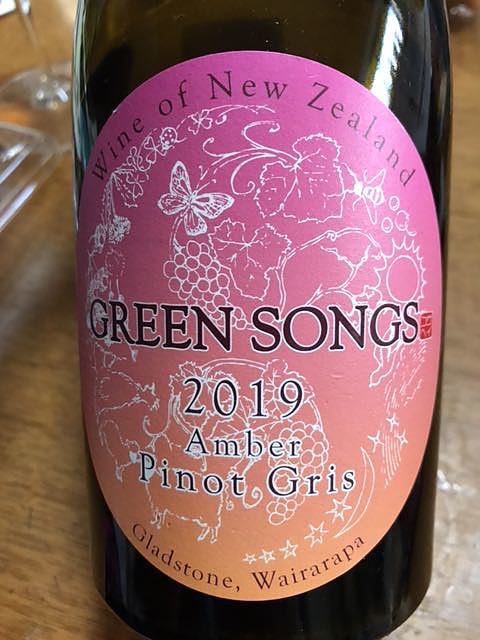 Wine of New Zealand
GREEN SONGS
2019
Amber
Pinot Gris
Gladstone, Wairarapa